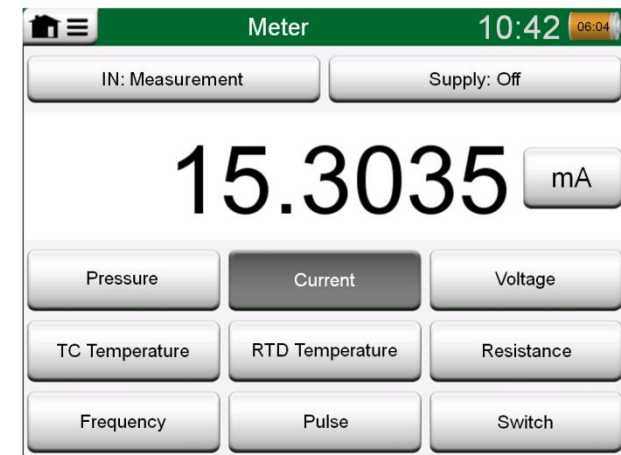 Meter 10:42 06:04
IN: Measurement Supply: Off
15.3035 mA
Pressure Current Voltage
TC Temperature RTD Temperature Resistance
Frequency Pulse Switch